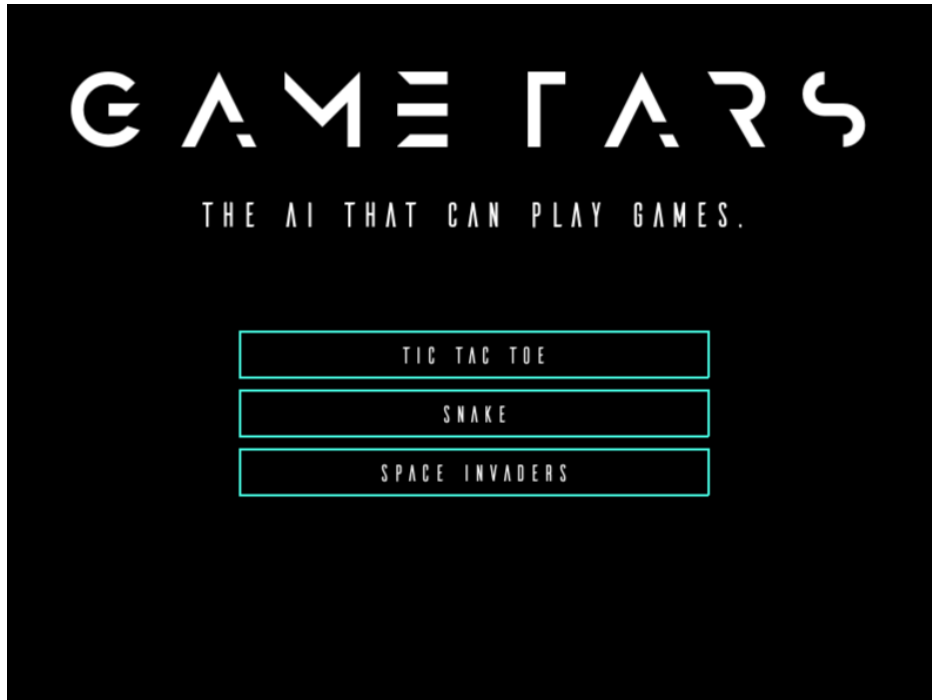 GAME TARS
THE AI THAT CAN PLAY GAMES.
TIC TAC TOE
SNAKE
SPACE INVADERS